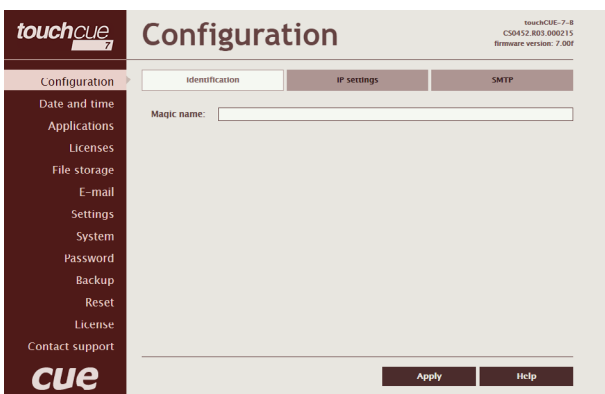 touchcue
7
Configuration
touchCUE-7-B
CS0452.R03.000215
firmware version: 7.00f
Configuration
Date and time
Applications
Licenses
File storage
E-mail
Settings
System
Password
Backup
Reset
License
Contact support
cue
Identification
IP settings
SMTP
Magic name:
Apply
Help